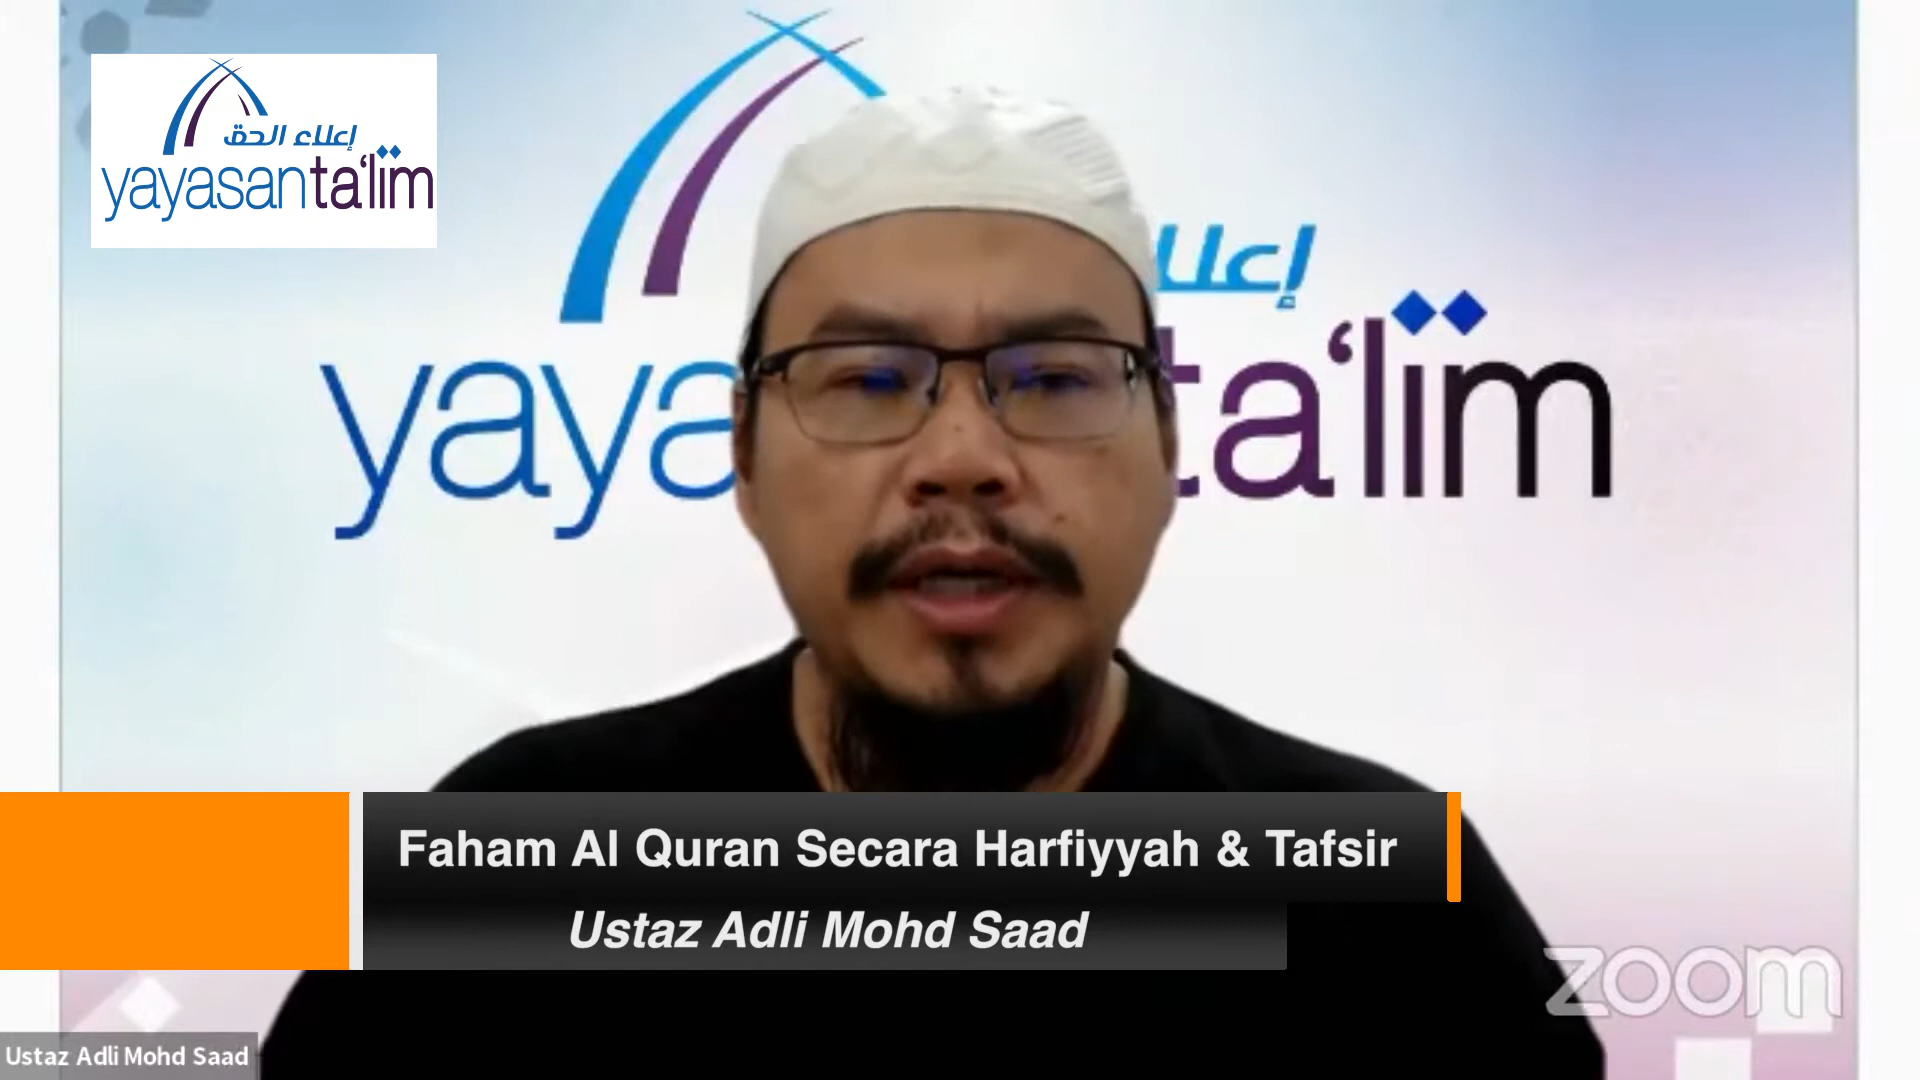 إعلاء الحق
yayasanta'lim
إعلا
yaya ta'lim
Faham Al Quran Secara Harfiyyah & Tafsir
Ustaz Adli Mohd Saad
zoom
Ustaz Adli Mohd Saad